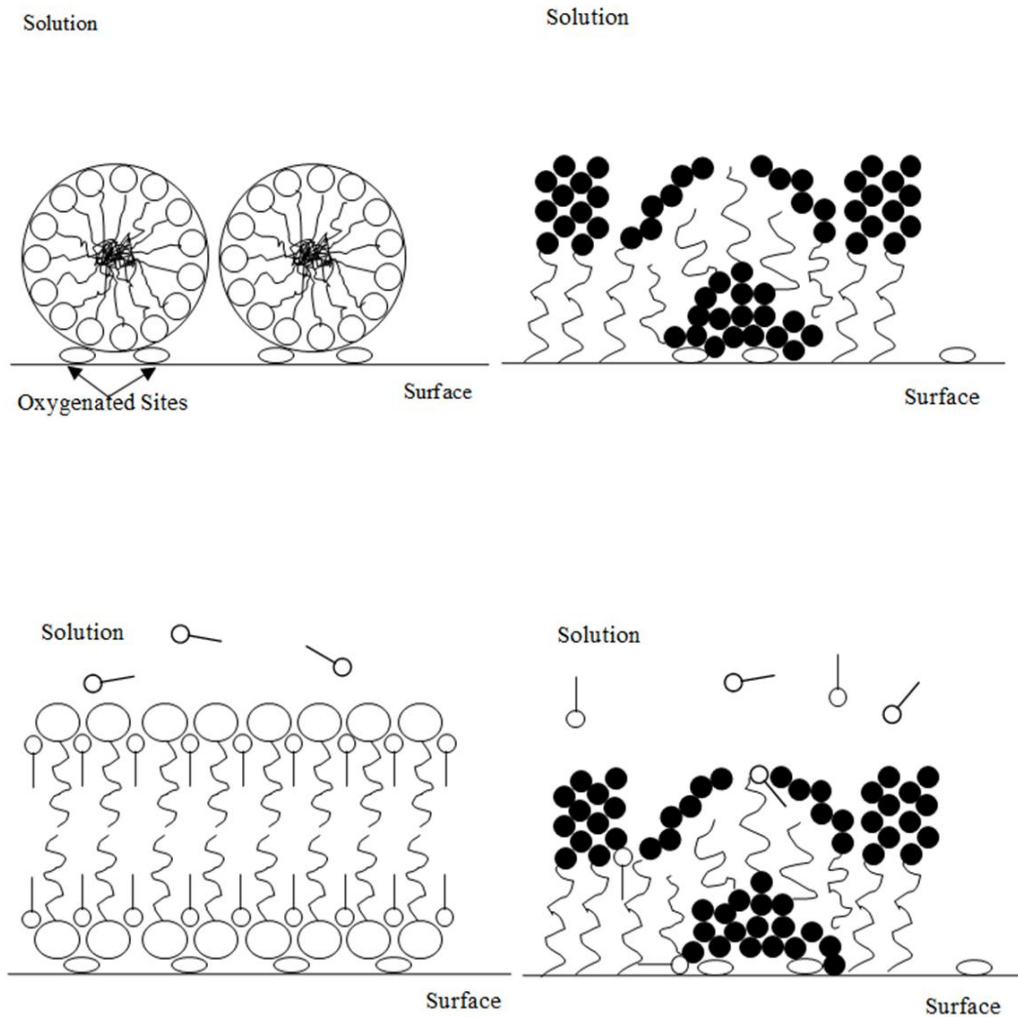 Solution
Solution
Surface
Oxygenated Sites
Surface
Solution
Solution
Surface
Surface